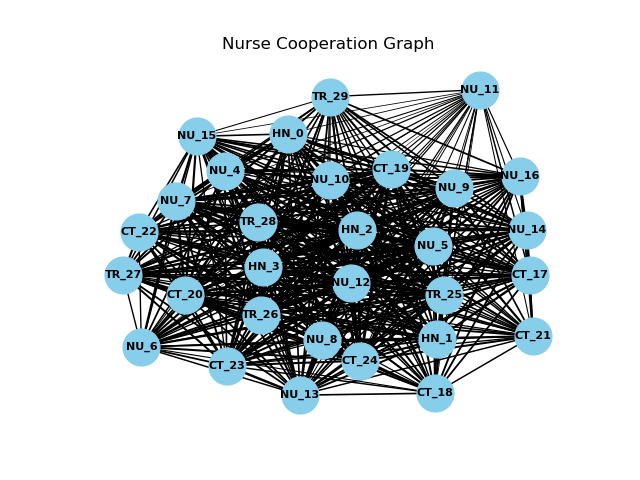 Nurse Cooperation Graph
NU_11
TR_29
HN_0
NU_15
CT_19
NU_4
NU_16
NU_10
NU_9
NU_7
TR_28
HN_2
NU_14
CT_22
NU_5
HN_3
TR_27
CT_17
NU_12
CT_20
TR_25
TR_26
CT_21
HN_1
NU_8
NU_6
CT_24
CT_23
CT_18
NU_13